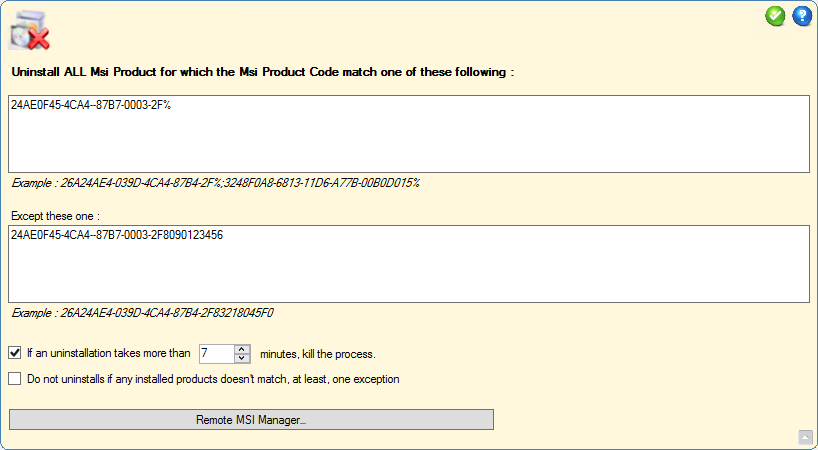 Uninstall ALL Msi Product for which the Msi Product Code match one of these following :
24AE0F45-4CA4--87B7-0003-2F%
Example : 26A24AE4-039D-4CA4-87B4-2F%;3248F0A8-6813-11D6-A77B-00B0D015%
Except these one :
24AE0F45-4CA4--87B7-0003-2F8090123456
Example : 26A24AE4-039D-4CA4-87B4-2F83218045F0
If an uninstallation takes more than 7 minutes, kill the process.
Do not uninstalls if any installed products doesn't match, at least, one exception
Remote MSI Manager...